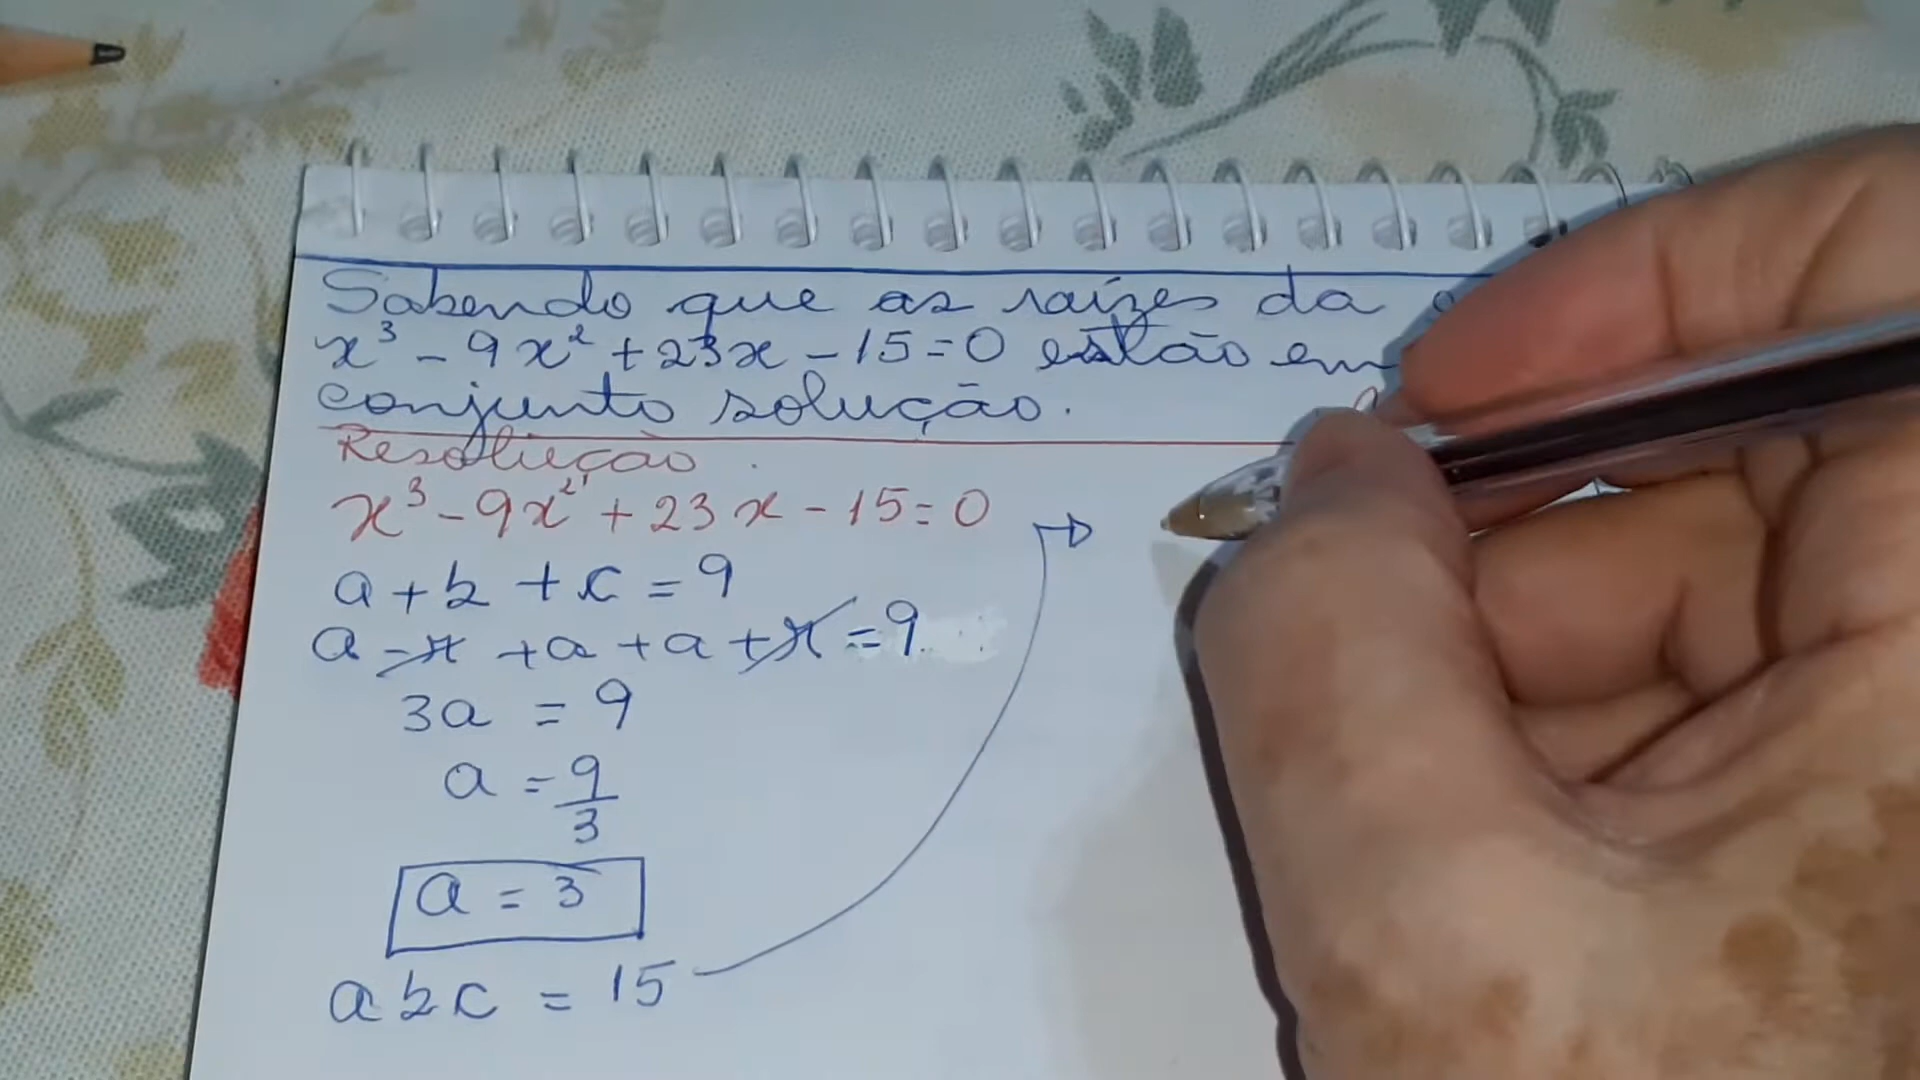 Sabendo que as raízes da
x³ - 9x² + 23x - 15 = 0 estão em
conjunto solução.
Resolução
x³ - 9x² + 23x - 15 = 0
a + b + c = 9
a - r + a + a + r = 9
3a = 9
a = 9/3
a = 3
abc = 15